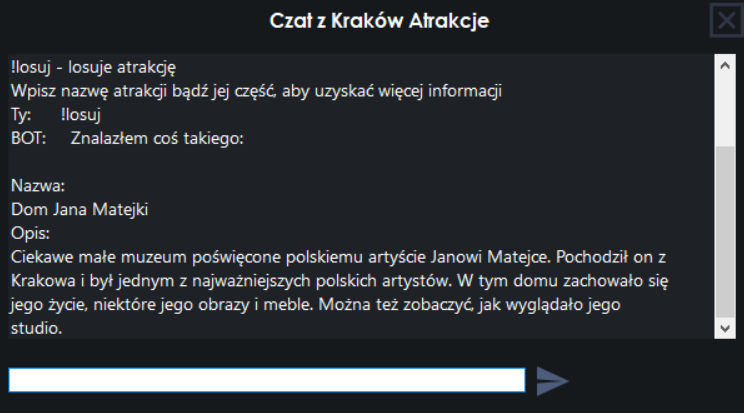 Czat z Kraków Atrakcje
!losuj - losuje atrakcję
Wpisz nazwę atrakcji bądź jej część, aby uzyskać więcej informacji
Ty: !losuj
BOT: Znalazłem coś takiego:
Nazwa:
Dom Jana Matejki
Opis:
Ciekawe małe muzeum poświęcone polskiemu artyście Janowi Matejce. Pochodził on z
Krakowa i był jednym z najważniejszych polskich artystów. W tym domu zachowało się
jego życie, niektóre jego obrazy i meble. Można też zobaczyć, jak wyglądało jego
studio.